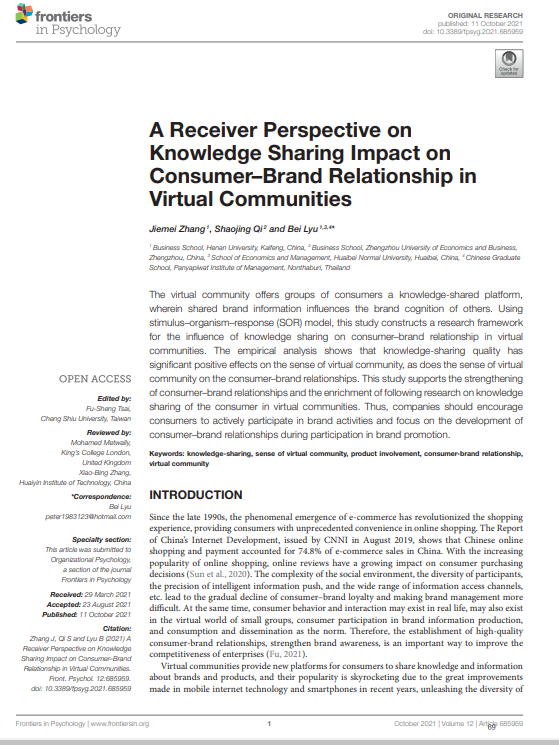 frontiers
in Psychology
ORIGINAL RESEARCH
published: 11 October 2021
doi: 10.3389/fpsyg.2021.685959
Check for
updates
A Receiver Perspective on
Knowledge Sharing Impact on
Consumer–Brand Relationship in
Virtual Communities
Jiemei Zhang 1, Shaojing Qi 2 and Bei Lyu 1,3,4*
1 Business School, Henan University, Kaifeng, China, 2 Business School, Zhengzhou University of Economics and Business,
Zhengzhou, China, 3 School of Economics and Management, Huaibei Normal University, Huaibei, China, 4 Chinese Graduate
School, Panyapiwat Institute of Management, Nonthaburi, Thailand
The virtual community offers groups of consumers a knowledge-shared platform,
wherein shared brand information influences the brand cognition of others. Using
stimulus–organism–response (SOR) model, this study constructs a research framework
for the influence of knowledge sharing on consumer–brand relationship in virtual
communities. The empirical analysis shows that knowledge-sharing quality has
significant positive effects on the sense of virtual community, as does the sense of virtual
community on the consumer–brand relationships. This study supports the strengthening
of consumer–brand relationships and the enrichment of following research on knowledge
sharing of the consumer in virtual communities. Thus, companies should encourage
consumers to actively participate in brand activities and focus on the development of
consumer–brand relationships during participation in brand promotion.
Keywords: knowledge-sharing, sense of virtual community, product involvement, consumer-brand relationship,
virtual community
OPEN ACCESS
Edited by:
Fu-Sheng Tsai,
Cheng Shiu University, Taiwan
Reviewed by:
Mohamed Metwally,
King's College London,
United Kingdom
Xiao-Bing Zhang,
Huaiyin Institute of Technology, China
*Correspondence:
Bei Lyu
peter1983123@hotmail.com
Specialty section:
This article was submitted to
Organizational Psychology,
a section of the journal
Frontiers in Psychology
Received: 29 March 2021
Accepted: 23 August 2021
Published: 11 October 2021
Citation:
Zhang J, Qi S and Lyu B (2021) A
Receiver Perspective on Knowledge
Sharing Impact on Consumer-Brand
Relationship in Virtual Communities.
Front. Psychol. 12:685959.
doi: 10.3389/fpsyg.2021.685959
INTRODUCTION
Since the late 1990s, the phenomenal emergence of e-commerce has revolutionized the shopping
experience, providing consumers with unprecedented convenience in online shopping. The Report
of China's Internet Development, issued by CNNI in August 2019, shows that Chinese online
shopping and payment accounted for 74.8% of e-commerce sales in China. With the increasing
popularity of online shopping, online reviews have a growing impact on consumer purchasing
decisions (Sun et al., 2020). The complexity of the social environment, the diversity of participants,
the precision of intelligent information push, and the wide range of information access channels,
etc. lead to the gradual decline of consumer–brand loyalty and making brand management more
difficult. At the same time, consumer behavior and interaction may exist in real life, may also exist
in the virtual world of small groups, consumer participation in brand information production,
and consumption and dissemination as the norm. Therefore, the establishment of high-quality
consumer-brand relationships, strengthen brand awareness, is an important way to improve the
competitiveness of enterprises (Fu, 2021).
Virtual communities provide new platforms for consumers to share knowledge and information
about brands and products, and their popularity is skyrocketing due to the great improvements
made in mobile internet technology and smartphones in recent years, unleashing the diversity of
Frontiers in Psychology | www.frontiersin.org
1
October 2021 | Volume 12 | Article 685959
69